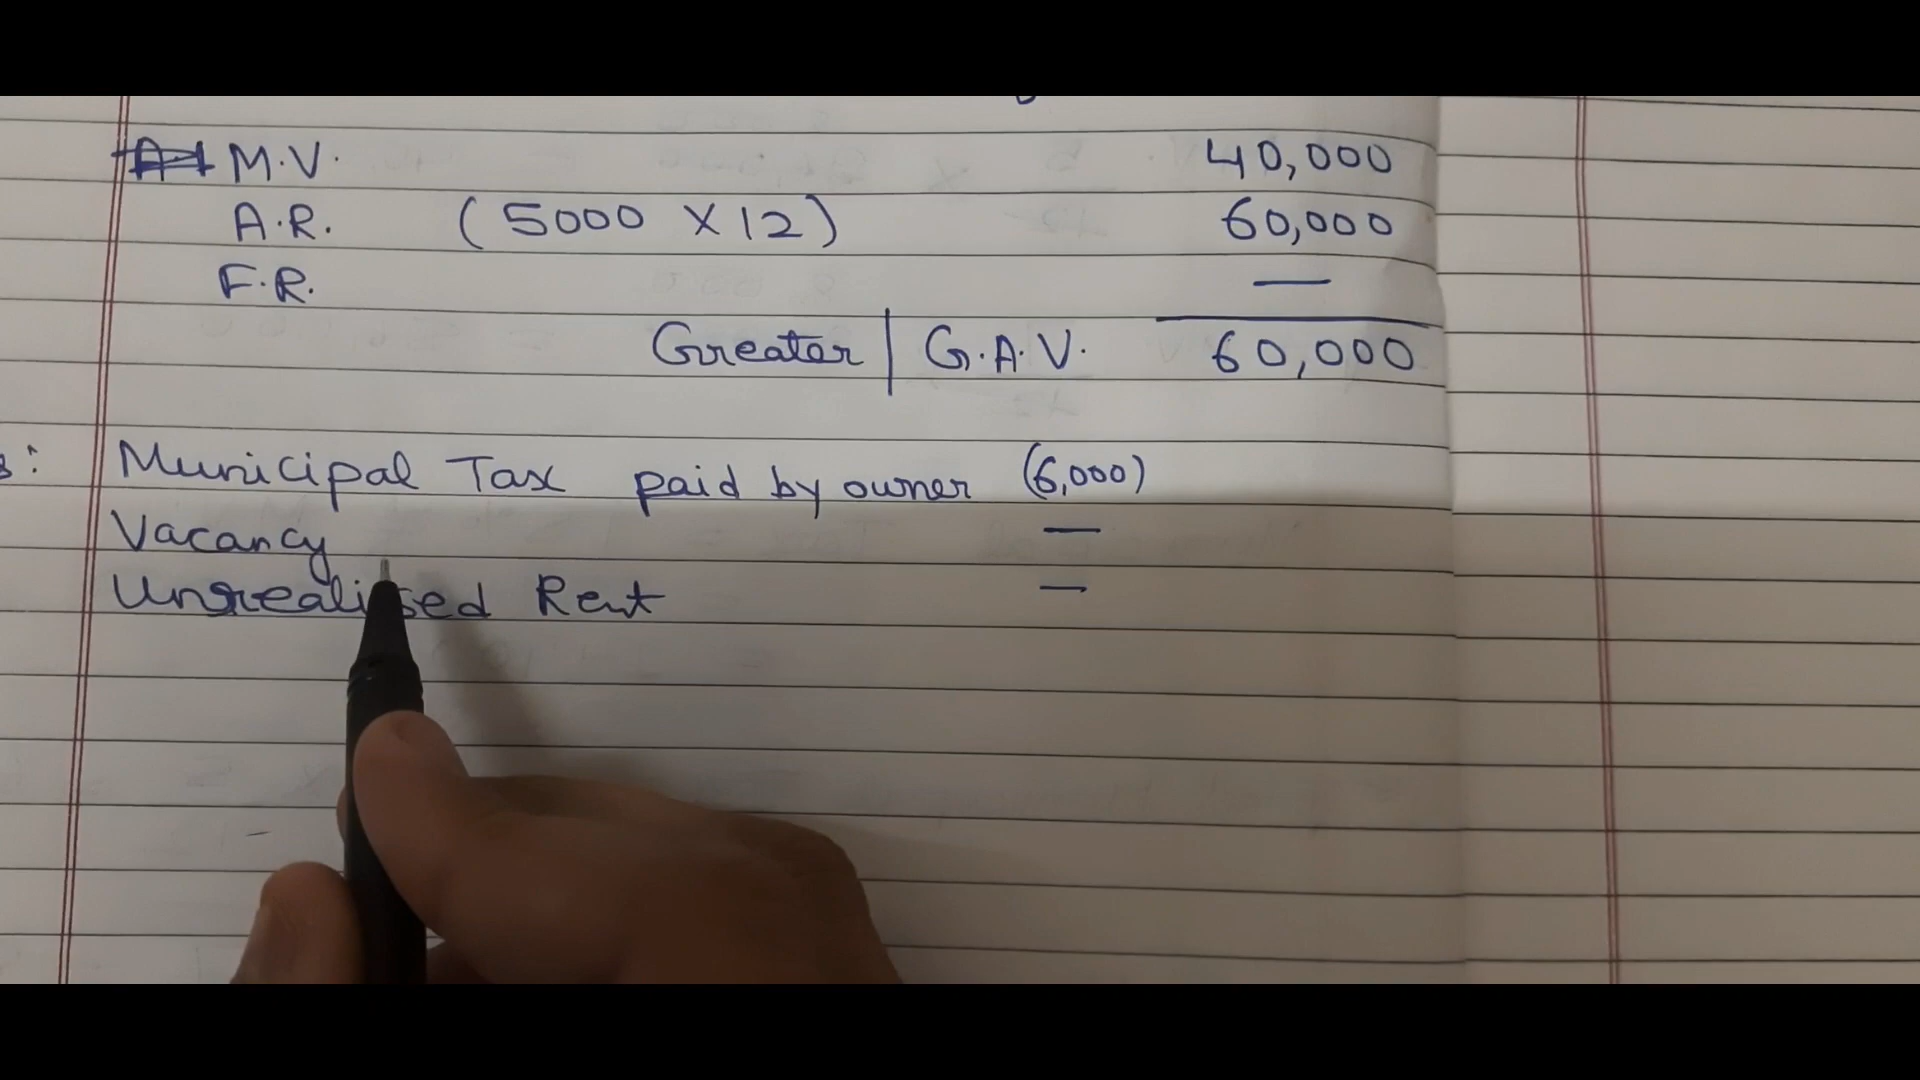 M.V. 40,000
A.R. (5000 X 12) 60,000
F.R. —
Greater | G.A.V. 60,000
Municipal Tax paid by owner (6,000)
Vacancy —
Unrealised Rent —